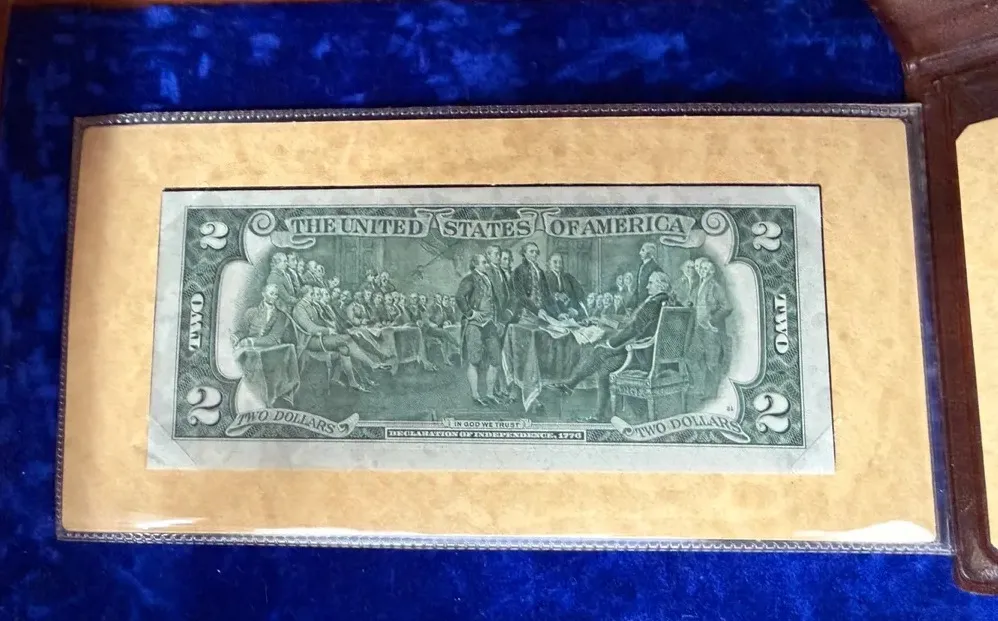 2 THE UNITED STATES OF AMERICA 2
TWO TWO
2 TWO DOLLARS IN GOD WE TRUST TWO DOLLARS 2
DECLARATION OF INDEPENDENCE, 1776